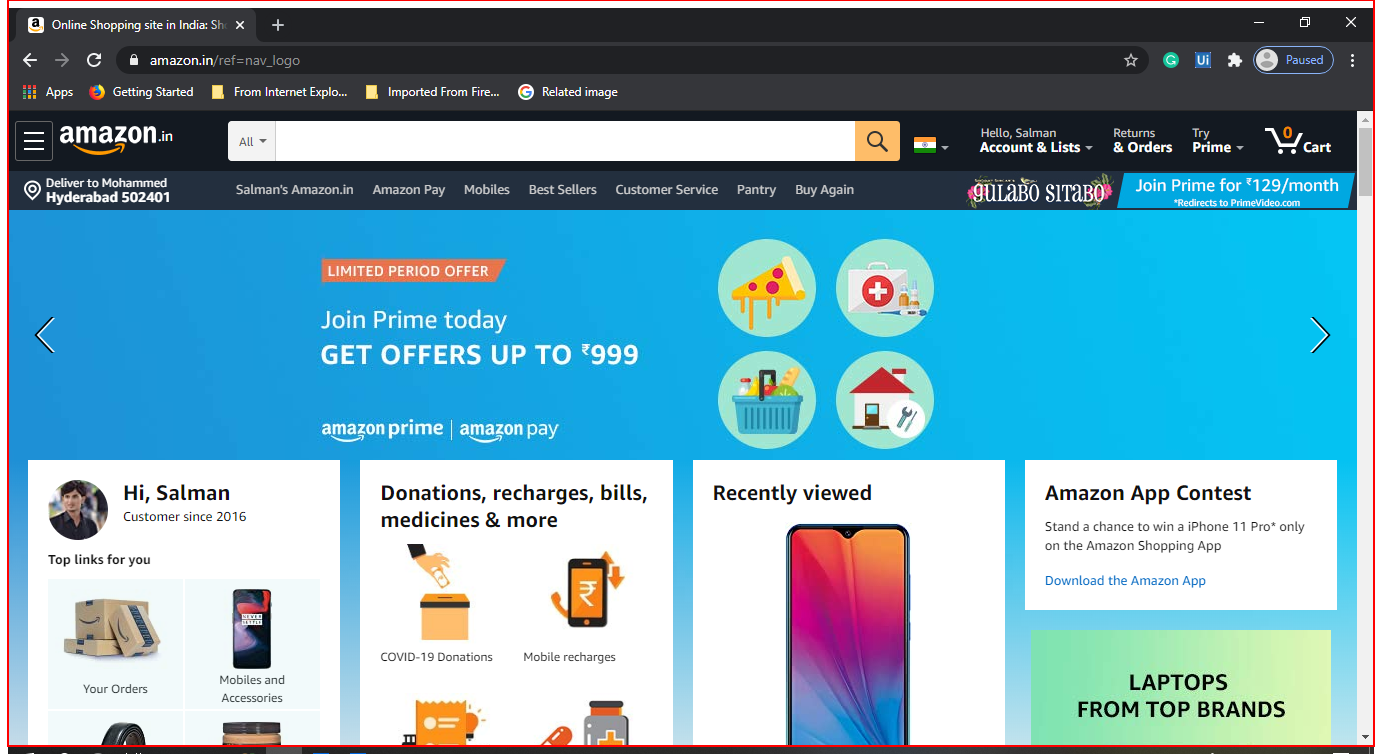 Online Shopping site in India: Sh
amazon.in/ref=nav_logo
Paused
Apps
Getting Started
From Internet Explo...
Imported From Fire...
Related image
amazon.in
All
Hello, Salman
Account & Lists
Returns
& Orders
Try
Prime
0
Cart
Deliver to Mohammed
Hyderabad 502401
Salman's Amazon.in
Amazon Pay
Mobiles
Best Sellers
Customer Service
Pantry
Buy Again
GULABO SITABO
Join Prime for ₹129/month
*Redirects to PrimeVideo.com
LIMITED PERIOD OFFER
Join Prime today
GET OFFERS UP TO ₹999
amazon prime | amazon pay
Hi, Salman
Customer since 2016
Top links for you
Your Orders
Mobiles and
Accessories
Donations, recharges, bills,
medicines & more
COVID-19 Donations
Mobile recharges
Recently viewed
Amazon App Contest
Stand a chance to win a iPhone 11 Pro* only
on the Amazon Shopping App
Download the Amazon App
LAPTOPS
FROM TOP BRANDS